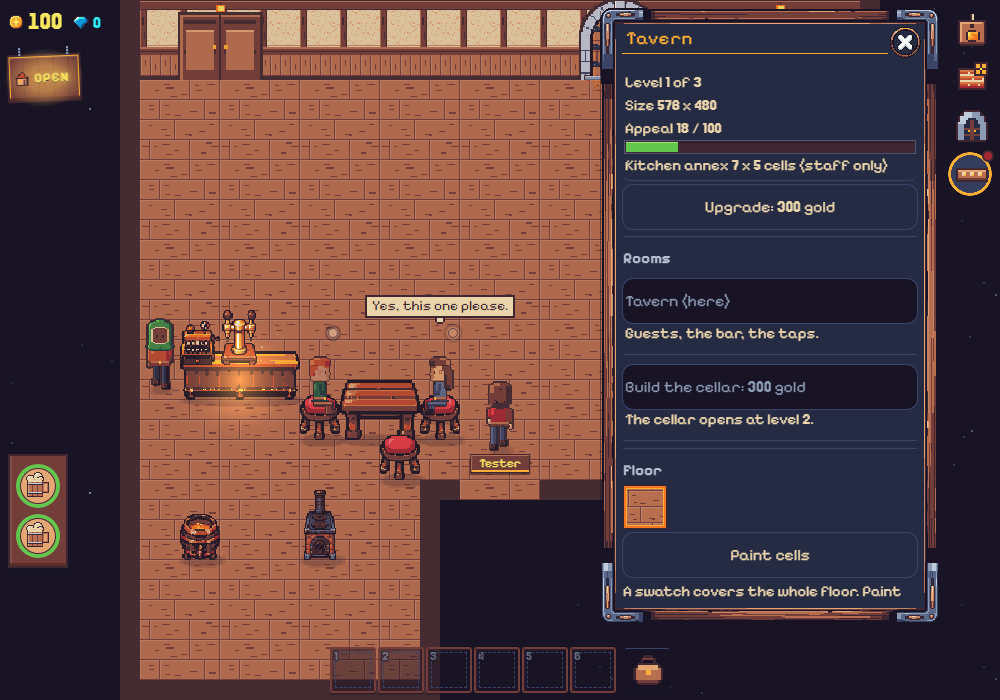 100 0
OPEN
Yes, this one please.
Tester
1 2 3 4 5 6
Tavern
Level 1 of 3
Size 576 x 480
Appeal 18 / 100
Kitchen annex 7 x 5 cells (staff only)
Upgrade: 300 gold
Rooms
Tavern (here)
Guests, the bar, the taps.
Build the cellar: 300 gold
The cellar opens at level 2.
Floor
Paint cells
A swatch covers the whole floor. Paint